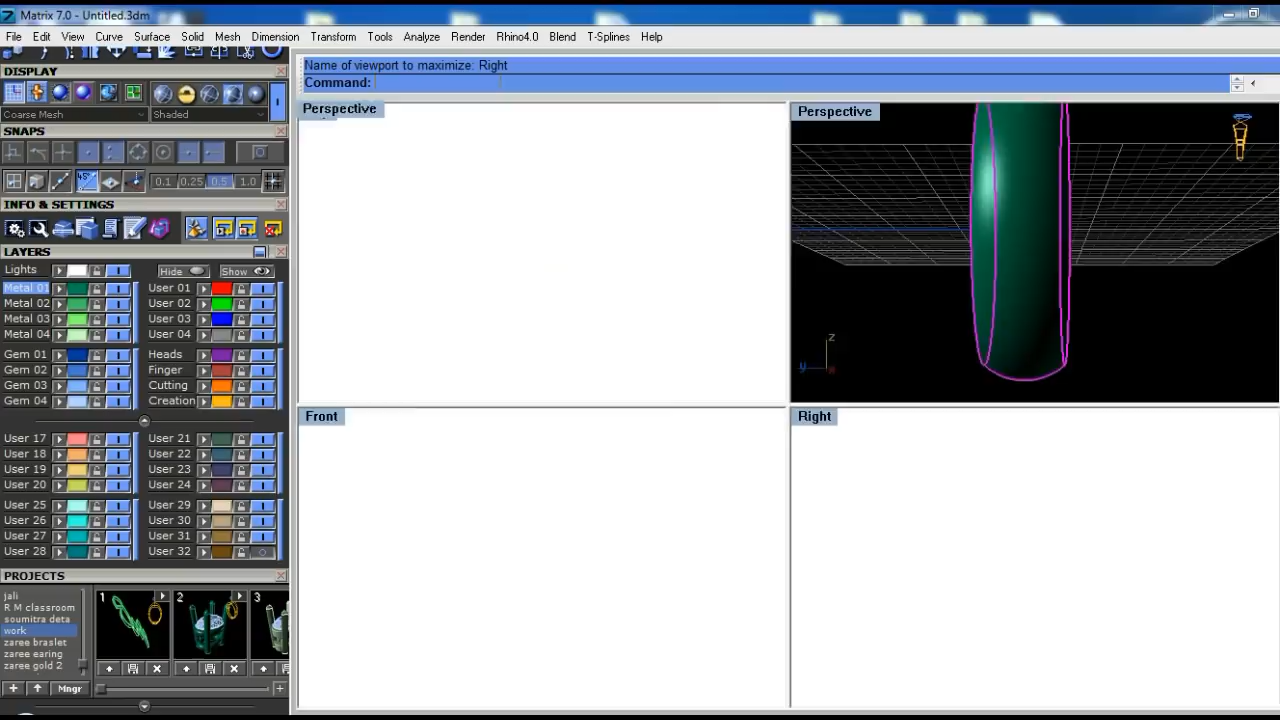 Matrix 7.0 - Untitled.3dm
File Edit View Curve Surface Solid Mesh Dimension Transform Tools Analyze Render Rhino4.0 Blend T-Splines Help
Name of viewport to maximize: Right
Command:
DISPLAY
Coarse Mesh Shaded
SNAPS
45°
0.1 0.25 0.5 1.0
INFO & SETTINGS
LAYERS
Lights Hide Show
Metal 01 User 01
Metal 02 User 02
Metal 03 User 03
Metal 04 User 04
Gem 01 Heads
Gem 02 Finger
Gem 03 Cutting
Gem 04 Creation
User 17 User 21
User 18 User 22
User 19 User 23
User 20 User 24
User 25 User 29
User 26 User 30
User 27 User 31
User 28 User 32
PROJECTS
jali
R M classroom
soumitra deta
work
zaree braslet
zaree earing
zaree gold 2
1 2 3
Mngr
Perspective
Perspective
z
y
Front
Right